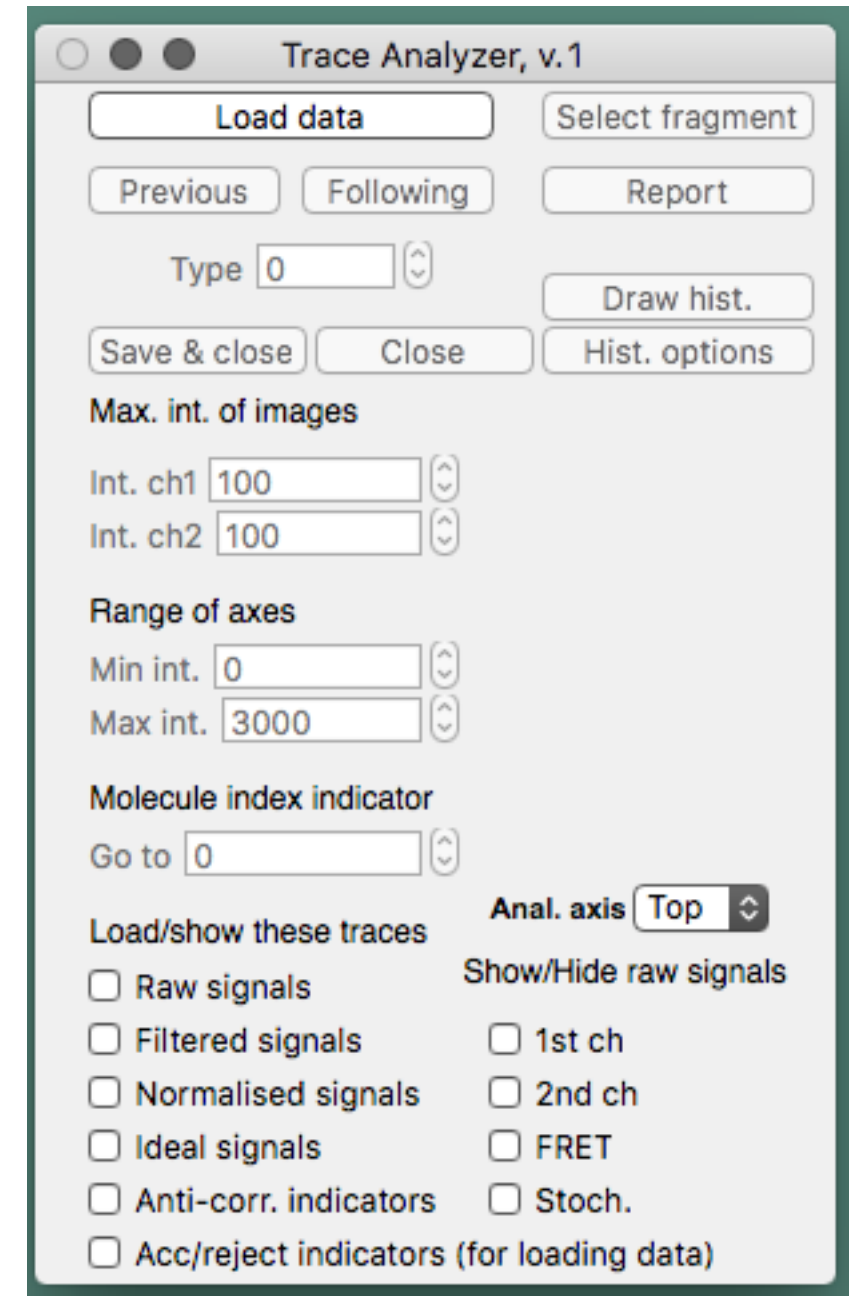 Trace Analyzer, v.1
Load data
Select fragment
Previous
Following
Report
Type 0
Draw hist.
Save & close
Close
Hist. options
Max. int. of images
Int. ch1 100
Int. ch2 100
Range of axes
Min int. 0
Max int. 3000
Molecule index indicator
Go to 0
Anal. axis Top
Load/show these traces
Show/Hide raw signals
Raw signals
Filtered signals
1st ch
Normalised signals
2nd ch
Ideal signals
FRET
Anti-corr. indicators
Stoch.
Acc/reject indicators (for loading data)